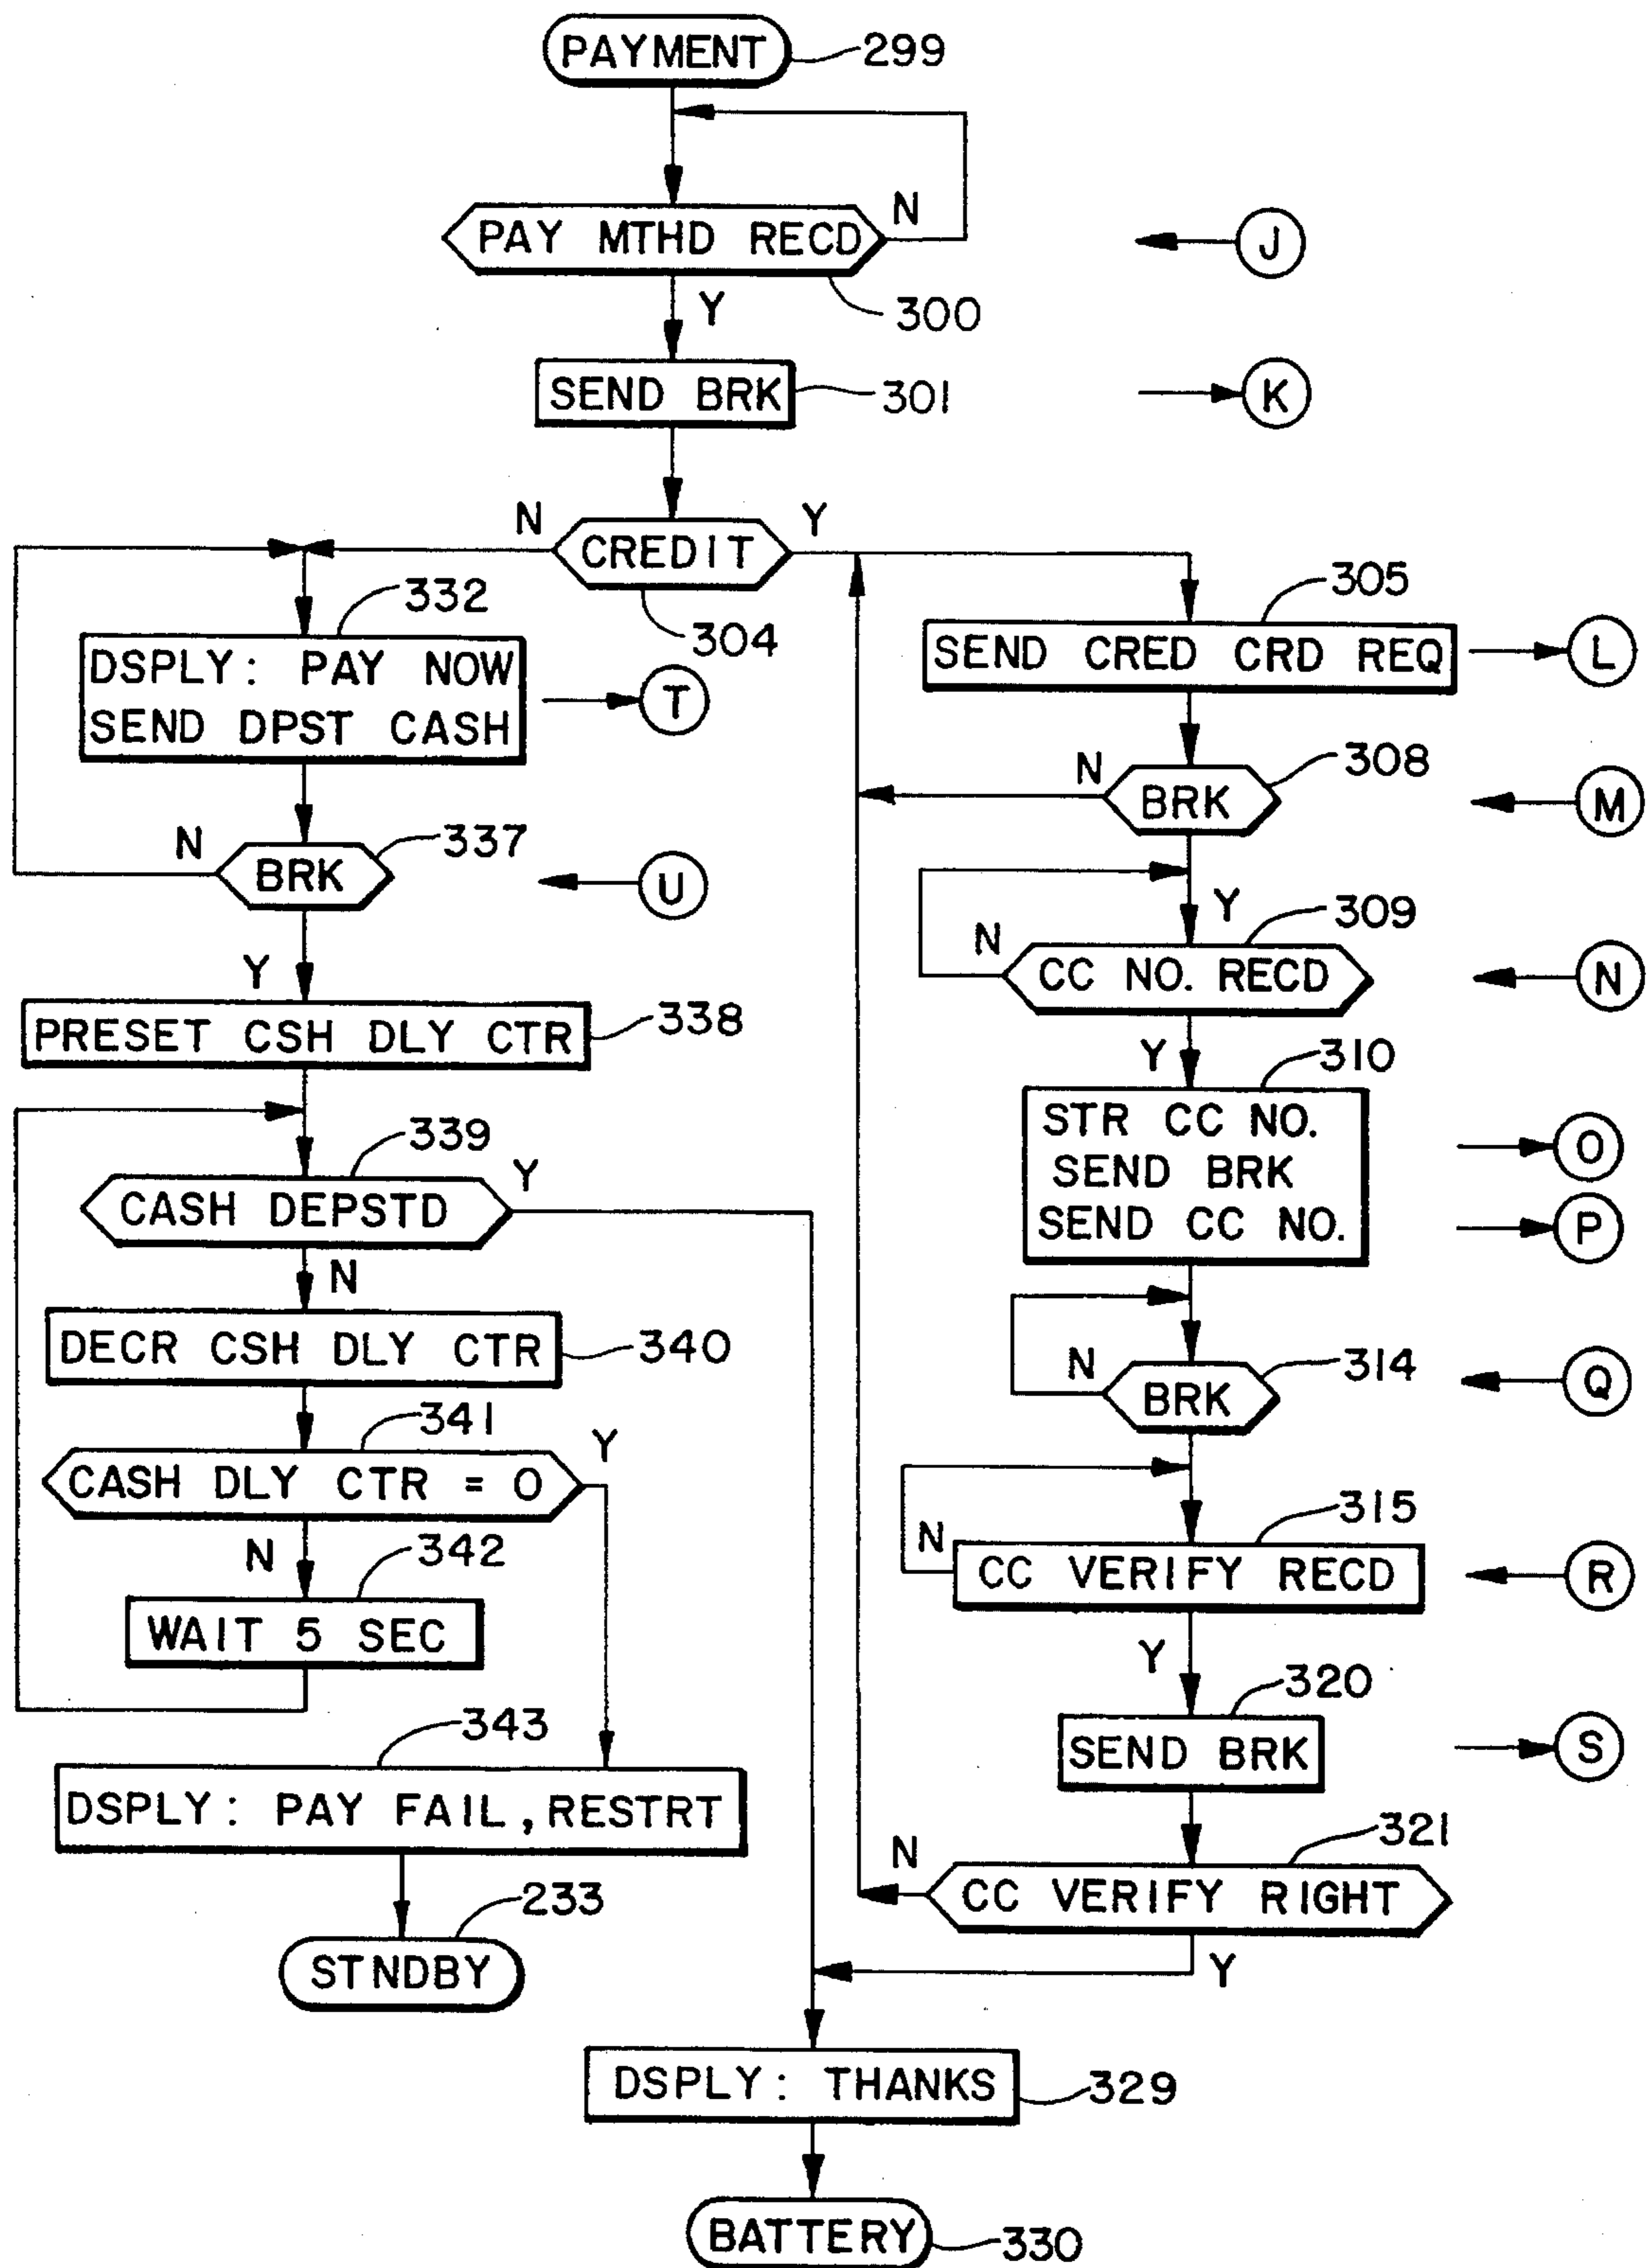 PAYMENT 299
N
PAY MTHD RECD
J
300
Y
SEND BRK 301
K
N
Y
CREDIT
304
332
DSPLY: PAY NOW
SEND DPST CASH
T
N
337
BRK
U
Y
PRESET CSH DLY CTR 338
339
Y
CASH DEPSTD
N
DECR CSH DLY CTR 340
341
Y
CASH DLY CTR = 0
N
342
WAIT 5 SEC
343
DSPLY: PAY FAIL, RESTRT
233
STNDBY
305
SEND CRED CRD REQ
L
N
308
BRK
M
Y
309
N
CC NO. RECD
N
Y
310
STR CC NO.
SEND BRK
SEND CC NO.
O
P
N
314
BRK
Q
315
N
CC VERIFY RECD
R
Y
320
SEND BRK
S
321
N
CC VERIFY RIGHT
Y
DSPLY: THANKS 329
BATTERY 330